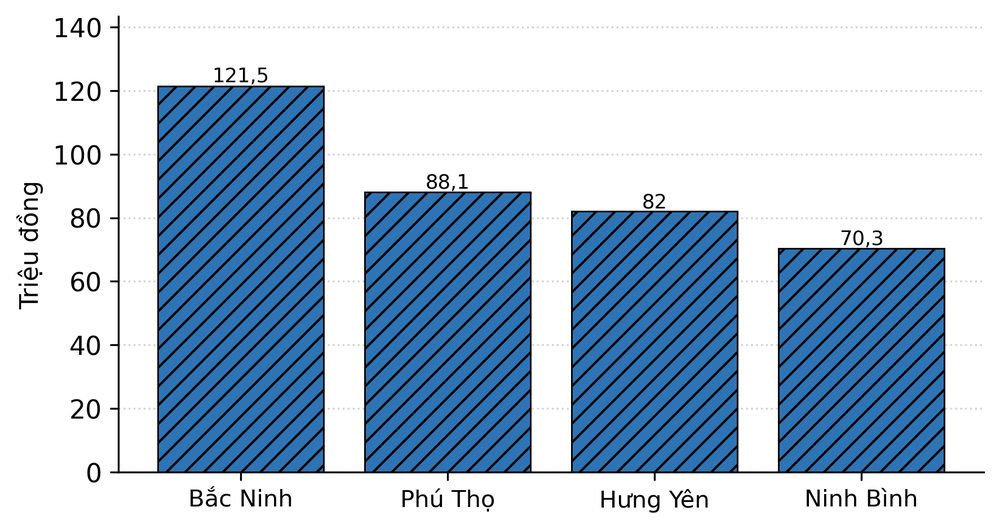 Triệu đồng
140
120
100
80
60
40
20
0
121,5
88,1
82
70,3
Bắc Ninh
Phú Thọ
Hưng Yên
Ninh Bình